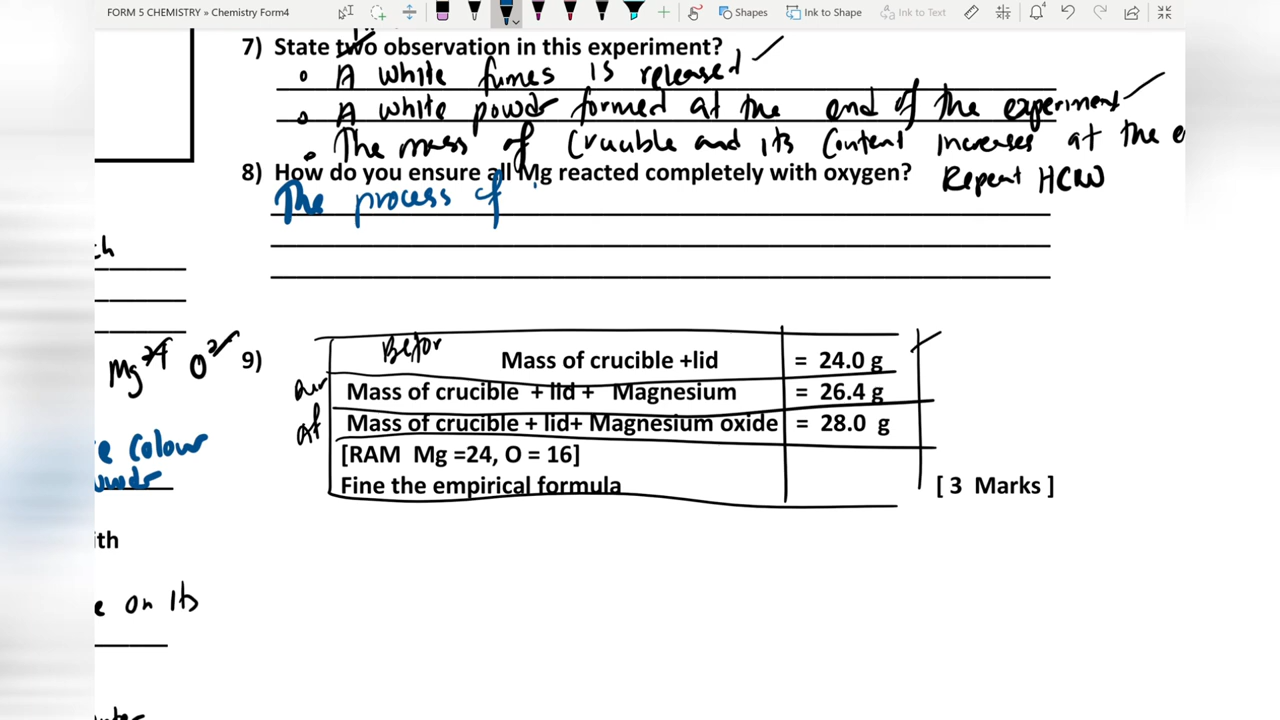 FORM 5 CHEMISTRY » Chemistry Form4
Shapes Ink to Shape Ink to Text
7) State two observation in this experiment?
• A white fumes is released
• A white powder formed at the end of the experiment
• The mass of crucible and its content increases at the e
8) How do you ensure all Mg reacted completely with oxygen? Repeat HCW
The process of
ch
Mg O 9)
Befor Mass of crucible +lid = 24.0 g
Mass of crucible + lid + Magnesium = 26.4 g
af Mass of crucible + lid+ Magnesium oxide = 28.0 g
e colour
[RAM Mg =24, O = 16]
Fine the empirical formula [ 3 Marks ]
ith
e on its